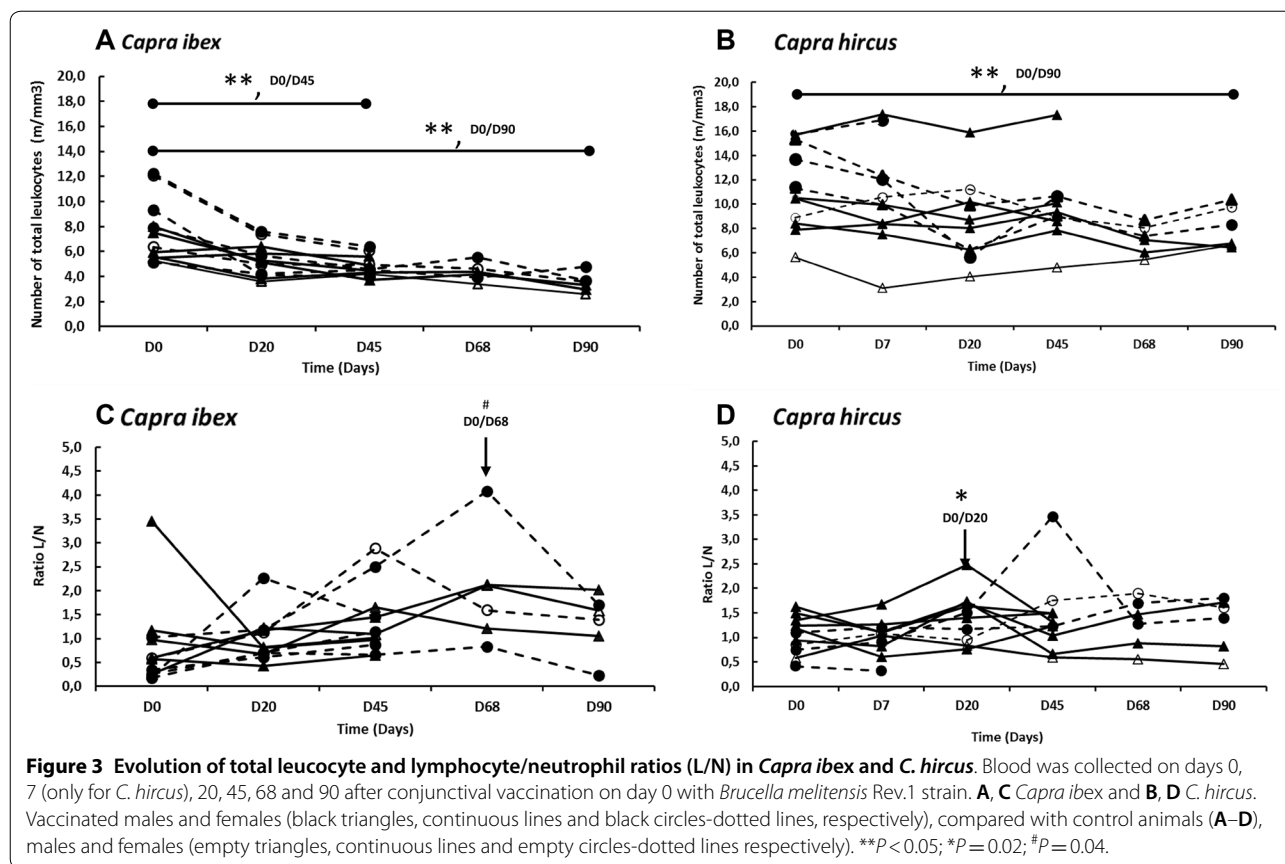 A Capra ibex
**, D0/D45
**, D0/D90
Number of total leukocytes (m/mm3)
20,0
18,0
16,0
14,0
12,0
10,0
8,0
6,0
4,0
2,0
0,0
D0 D20 D45 D68 D90
Time (Days)
B Capra hircus
**, D0/D90
Number of total leukocytes (m/mm3)
20,0
18,0
16,0
14,0
12,0
10,0
8,0
6,0
4,0
2,0
0,0
D0 D7 D20 D45 D68 D90
Time (Days)
C Capra ibex
#
D0/D68
Ratio L/N
5,0
4,5
4,0
3,5
3,0
2,5
2,0
1,5
1,0
0,5
0,0
D0 D20 D45 D68 D90
Time (Days)
D Capra hircus
*
D0/D20
Ratio L/N
5,0
4,5
4,0
3,5
3,0
2,5
2,0
1,5
1,0
0,5
0,0
D0 D7 D20 D45 D68 D90
Time (Days)
Figure 3 Evolution of total leucocyte and lymphocyte/neutrophil ratios (L/N) in Capra ibex and C. hircus. Blood was collected on days 0,
7 (only for C. hircus), 20, 45, 68 and 90 after conjunctival vaccination on day 0 with Brucella melitensis Rev.1 strain. A, C Capra ibex and B, D C. hircus.
Vaccinated males and females (black triangles, continuous lines and black circles-dotted lines, respectively), compared with control animals (A–D),
males and females (empty triangles, continuous lines and empty circles-dotted lines respectively). **P < 0.05; *P = 0.02; #P = 0.04.